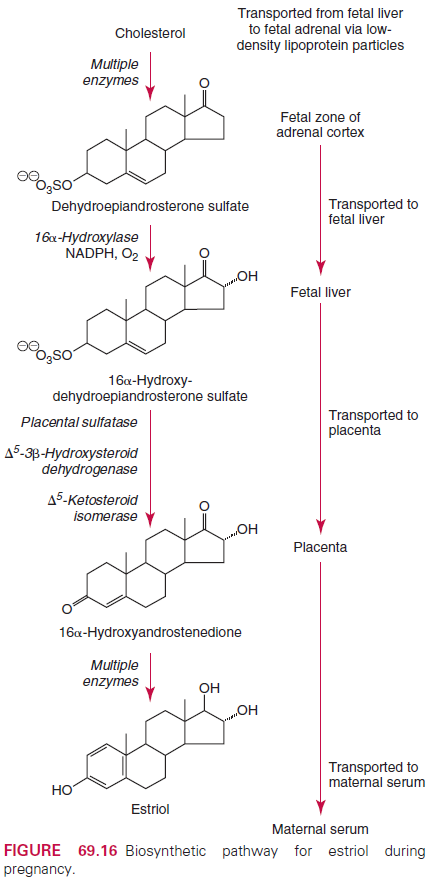 Transported from fetal liver
to fetal adrenal via low-
density lipoprotein particles
Cholesterol
Multiple
enzymes
O
Fetal zone of
adrenal cortex
⊖⊖O₃SO
Dehydroepiandrosterone sulfate
Transported to
fetal liver
16α-Hydroxylase
NADPH, O₂
O
OH
Fetal liver
⊖⊖O₃SO
16α-Hydroxy-
dehydroepiandrosterone sulfate
Placental sulfatase
Transported to
placenta
Δ⁵-3β-Hydroxysteroid
dehydrogenase
Δ⁵-Ketosteroid
isomerase
O
OH
Placenta
O
16α-Hydroxyandrostenedione
Multiple
enzymes
OH
OH
HO
Estriol
Transported to
maternal serum
Maternal serum
FIGURE 69.16 Biosynthetic pathway for estriol during
pregnancy.